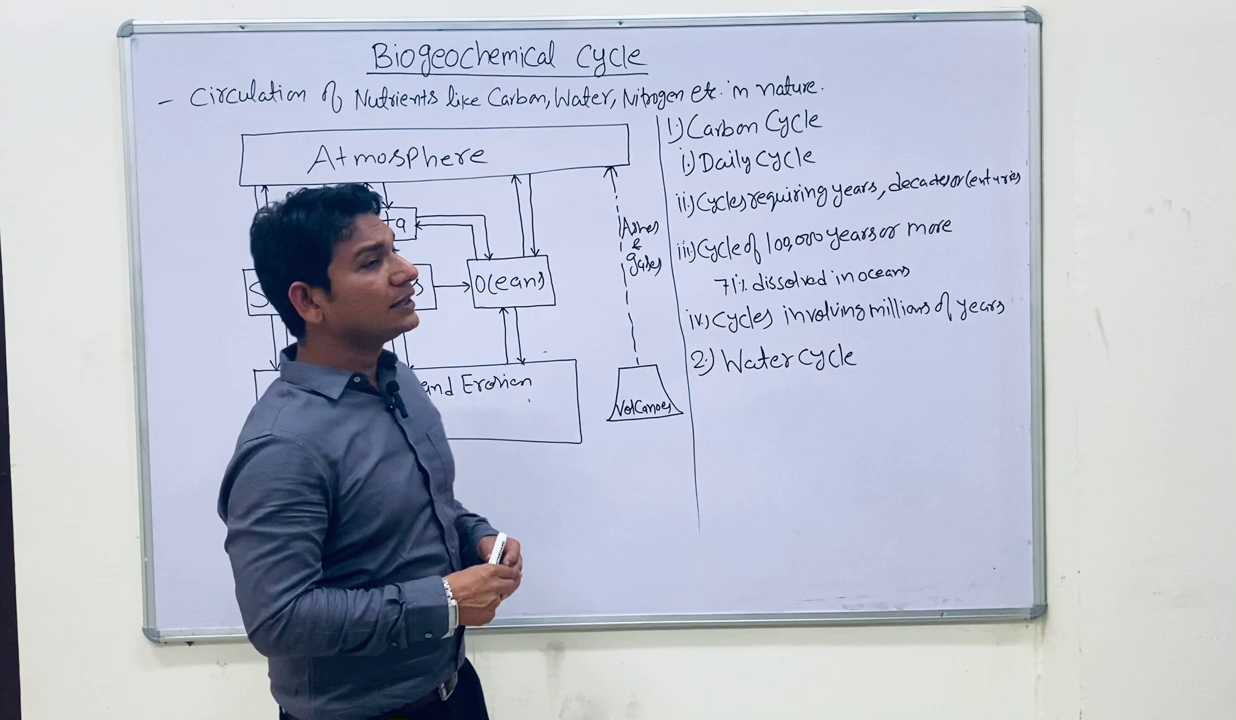 Biogeochemical Cycle
- Circulation of Nutrients like Carbon, Water, Nitrogen etc. in nature.
Atmosphere
Oceans
and Erosion
Ashes
&
gases
Volcanoes
1.) Carbon Cycle
i.) Daily Cycle
ii.) Cycles requiring years, decades or Centuries
iii.) Cycle of 100,000 years or more
71% dissolved in oceans
iv.) Cycles involving millions of years
2.) Water Cycle